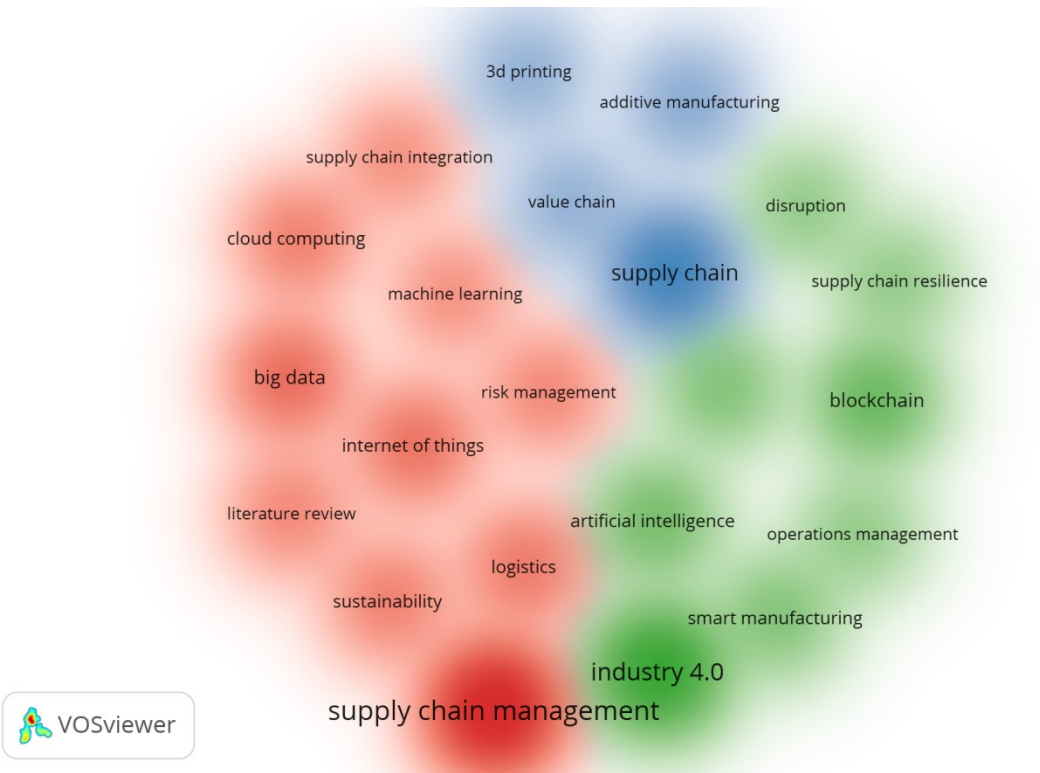 3d printing
additive manufacturing
supply chain integration
value chain
disruption
cloud computing
supply chain
supply chain resilience
machine learning
big data
risk management
blockchain
internet of things
literature review
artificial intelligence
operations management
logistics
sustainability
smart manufacturing
industry 4.0
supply chain management
VOSviewer